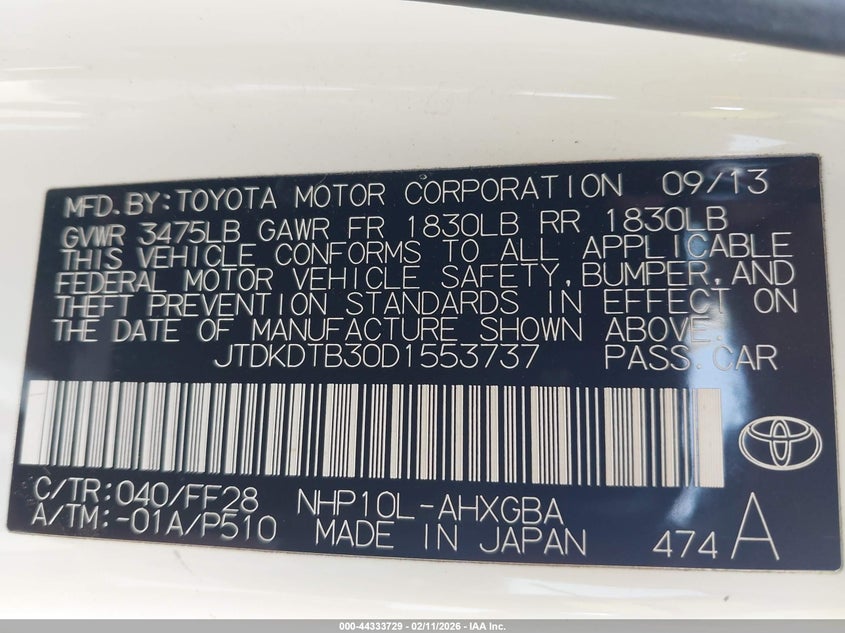 MFD.BY:TOYOTA MOTOR CORPORATION 09/13
GVWR 3475LB GAWR FR 1830LB RR 1830LB
THIS VEHICLE CONFORMS TO ALL APPLICABLE
FEDERAL MOTOR VEHICLE SAFETY,BUMPER,AND
THEFT PREVENTION STANDARDS IN EFFECT ON
THE DATE OF MANUFACTURE SHOWN ABOVE.
JTDKDTB30D1553737 PASS.CAR
C/TR:040/FF28 NHP10L-AHXGBA
A/TM:-01A/P510 MADE IN JAPAN 474 A
000-44333729 - 02/11/2026 - IAA Inc.